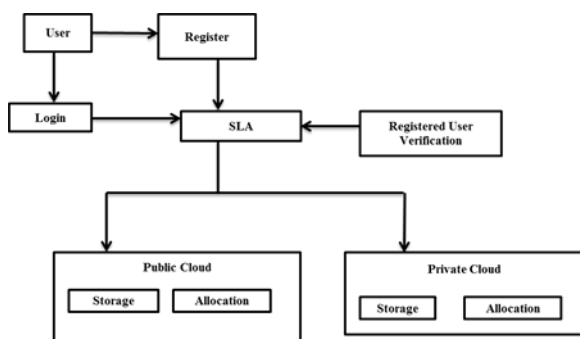 User
Register
Login
SLA
Registered User
Verification
Public Cloud
Storage
Allocation
Private Cloud
Storage
Allocation